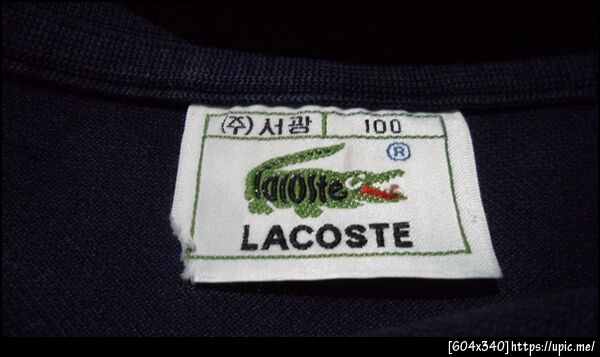 (주)서광 100
lacoste ®
LACOSTE
[604x340]https://upic.me/